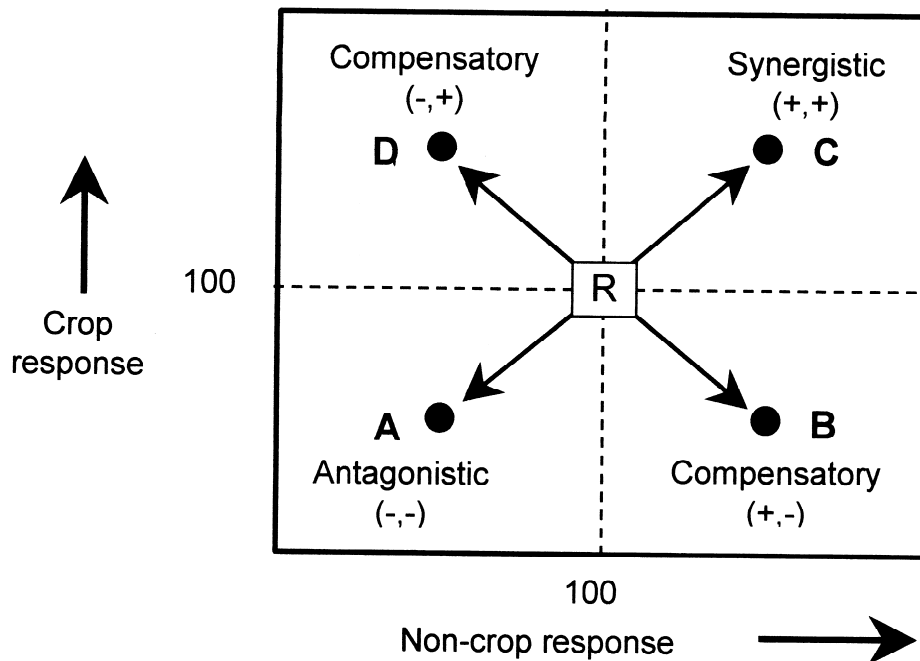 Compensatory
(-,+)
D
Synergistic
(+,+)
C
100
R
Crop
response
A
Antagonistic
(-,-)
B
Compensatory
(+,-)
100
Non-crop response